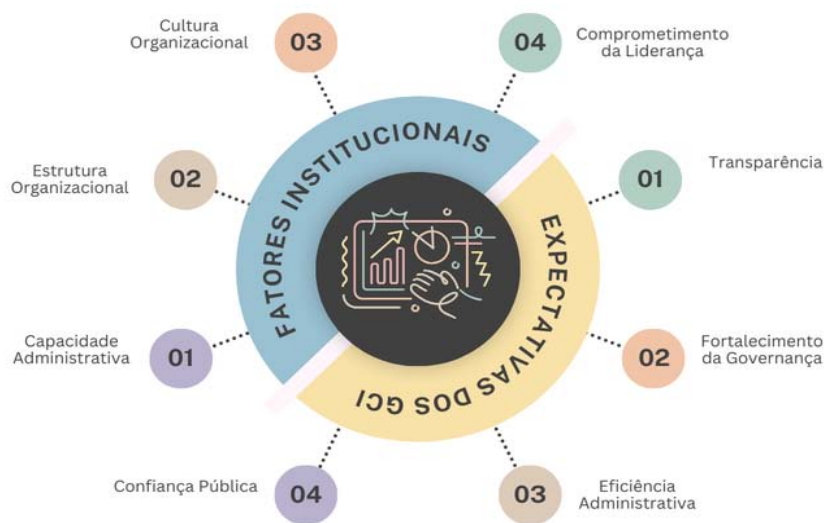 Cultura
Organizacional
03
04
Comprometimento
da Liderança
Estrutura
Organizacional
02
01
Transparência
FATORES INSTITUCIONAIS
EXPECTATIVAS DOS GCI
Capacidade
Administrativa
01
02
Fortalecimento
da Governança
Confiança Pública
04
03
Eficiência
Administrativa